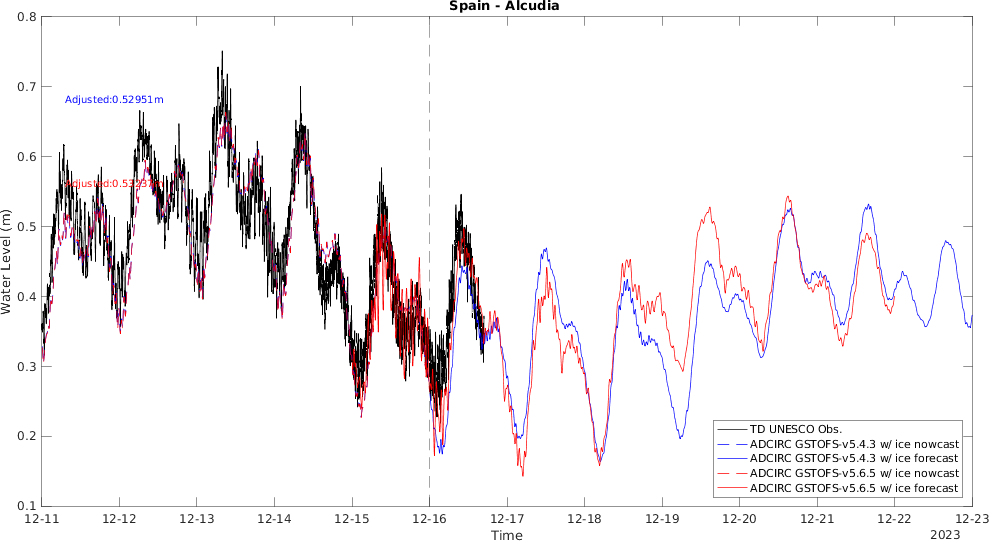 Spain - Alcudia
0.8
0.7
0.6
0.5
0.4
0.3
0.2
0.1
Water Level (m)
Adjusted:0.52951m
Adjusted:0.53237m
TD UNESCO Obs.
ADCIRC GSTOFS-v5.4.3 w/ ice nowcast
ADCIRC GSTOFS-v5.4.3 w/ ice forecast
ADCIRC GSTOFS-v5.6.5 w/ ice nowcast
ADCIRC GSTOFS-v5.6.5 w/ ice forecast
12-11 12-12 12-13 12-14 12-15 12-16 12-17 12-18 12-19 12-20 12-21 12-22 12-23
Time
2023